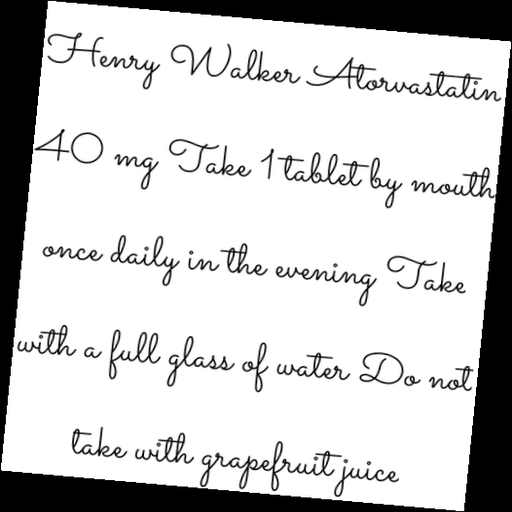 Henry Walker Atorvastatin
40 mg Take 1 tablet by mouth
once daily in the evening Take
with a full glass of water Do not
take with grapefruit juice